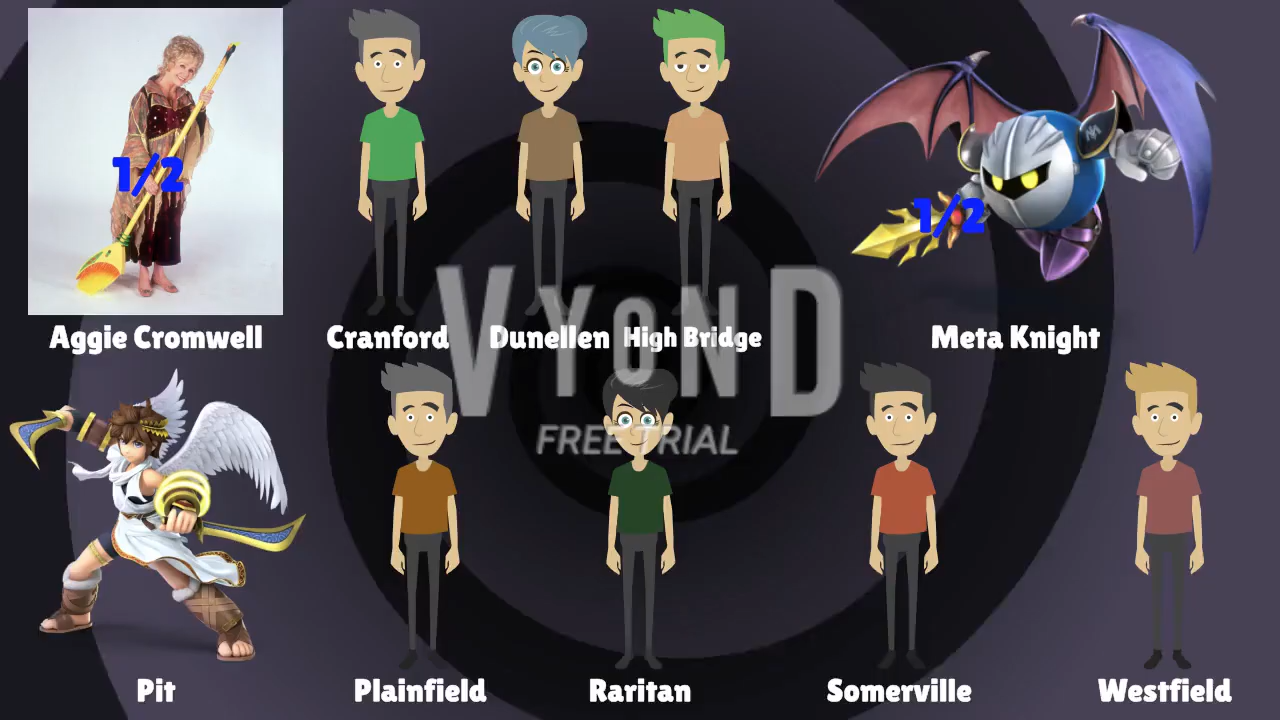 1/2
1/2
Aggie Cromwell
Cranford
Dunellen
High Bridge
Meta Knight
VYOND
FREE TRIAL
Pit
Plainfield
Raritan
Somerville
Westfield